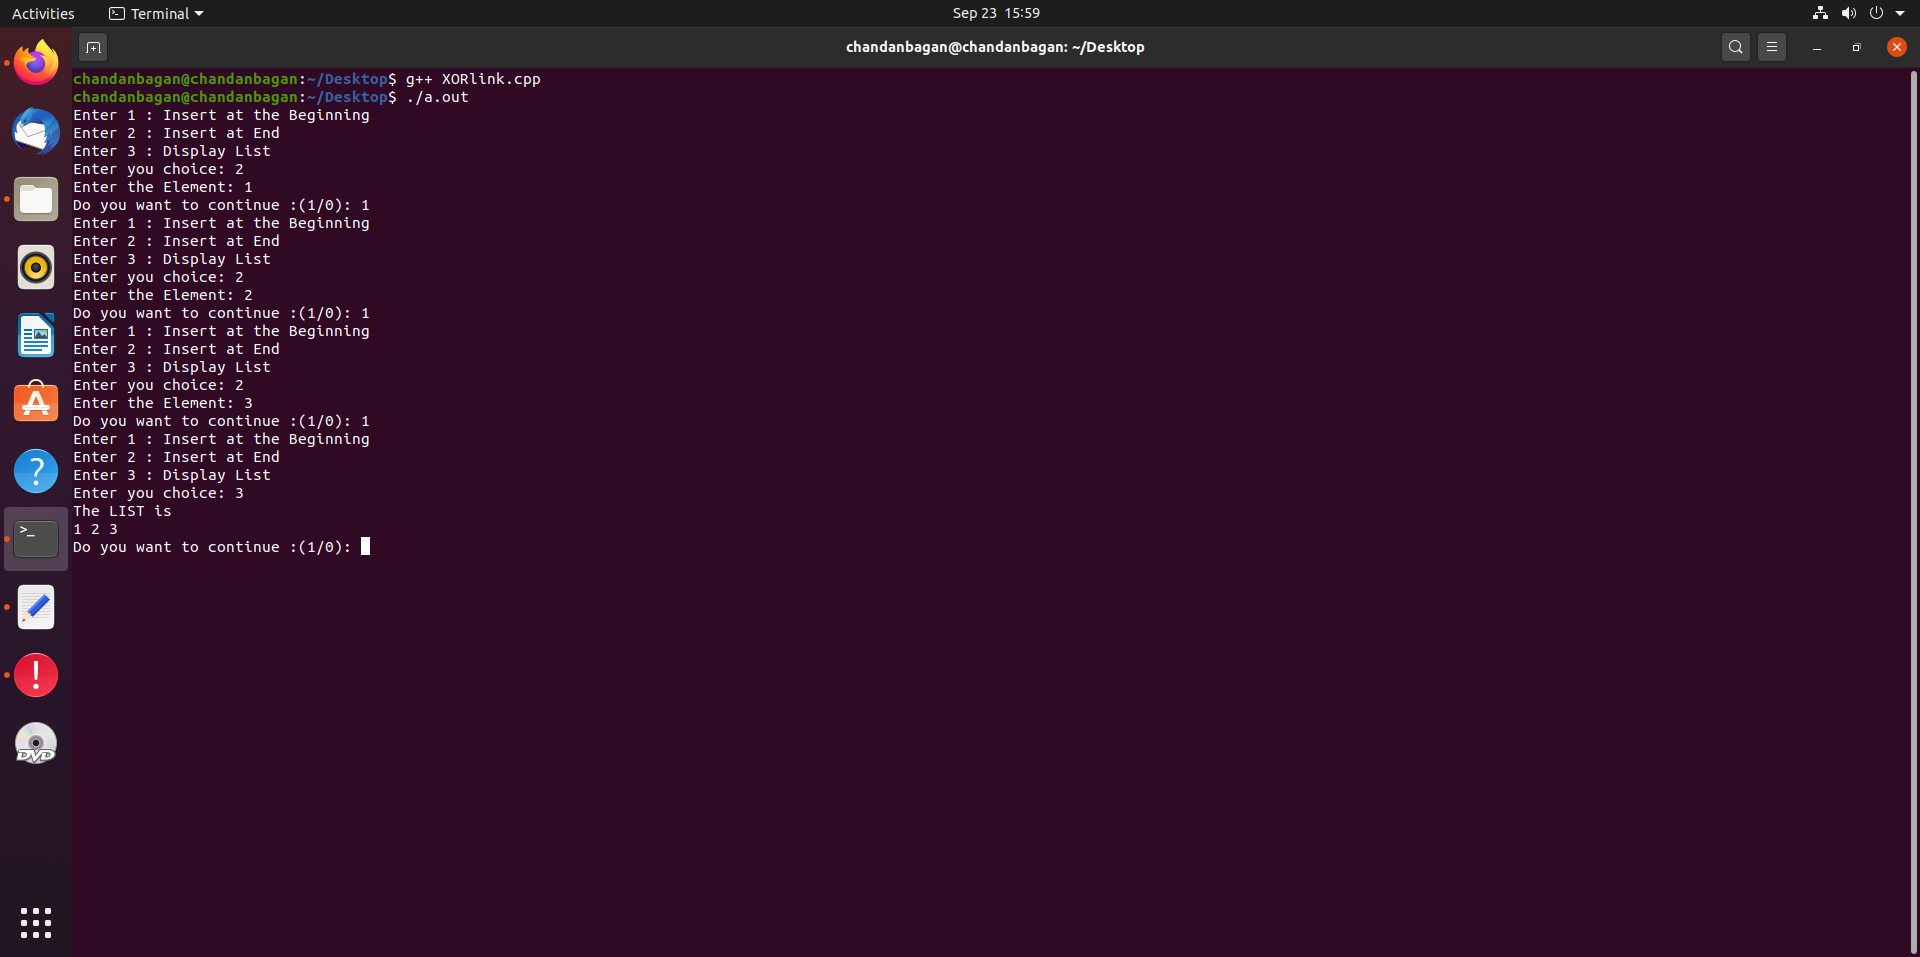 Activities
Terminal
Sep 23 15:59
chandanbagan@chandanbagan: ~/Desktop
chandanbagan@chandanbagan:~/Desktop$ g++ XORlink.cpp
chandanbagan@chandanbagan:~/Desktop$ ./a.out
Enter 1 : Insert at the Beginning
Enter 2 : Insert at End
Enter 3 : Display List
Enter you choice: 2
Enter the Element: 1
Do you want to continue :(1/0): 1
Enter 1 : Insert at the Beginning
Enter 2 : Insert at End
Enter 3 : Display List
Enter you choice: 2
Enter the Element: 2
Do you want to continue :(1/0): 1
Enter 1 : Insert at the Beginning
Enter 2 : Insert at End
Enter 3 : Display List
Enter you choice: 2
Enter the Element: 3
Do you want to continue :(1/0): 1
Enter 1 : Insert at the Beginning
Enter 2 : Insert at End
Enter 3 : Display List
Enter you choice: 3
The LIST is
1 2 3
Do you want to continue :(1/0):
>_
DVD